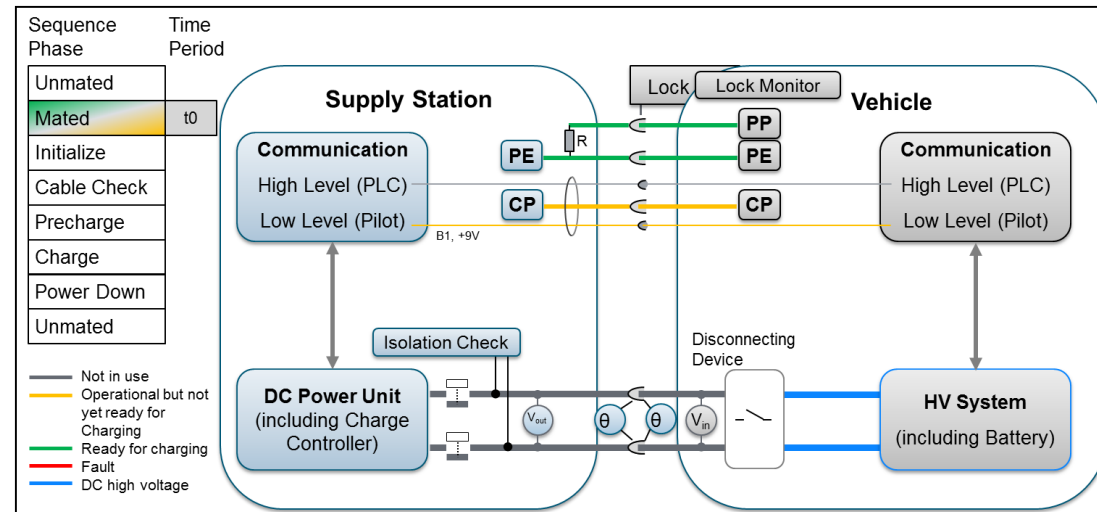 Sequence
Phase
Time
Period
Unmated
Mated
t0
Initialize
Cable Check
Precharge
Charge
Power Down
Unmated
Not in use
Operational but not
yet ready for
Charging
Ready for charging
Fault
DC high voltage
Supply Station
Communication
High Level (PLC)
Low Level (Pilot)
B1, +9V
PE
R
CP
Isolation Check
DC Power Unit
(including Charge
Controller)
Vout
θ
θ
Vin
Lock
Lock Monitor
Vehicle
PP
PE
CP
Communication
High Level (PLC)
Low Level (Pilot)
Disconnecting
Device
HV System
(including Battery)